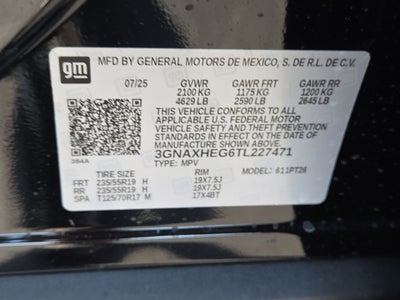 gm
MFD BY GENERAL MOTORS DE MEXICO, S. DE R.L. DE C.V.
07/25 GVWR GAWR FRT GAWR RR
2100 KG 1175 KG 1200 KG
4629 LB 2590 LB 2645 LB
THIS VEHICLE CONFORMS TO ALL
APPLICABLE U.S. FEDERAL MOTOR
VEHICLE SAFETY, BUMPER, AND THEFT
PREVENTION STANDARDS IN EFFECT ON
THE DATE OF MANUFACTURE SHOWN ABOVE.
3GNAXHEG6TL227471
384A TYPE: MPV MODEL: 611PT26
TIRE SIZE RIM
FRT 235/55R19 H 19X7.5J
RR 235/55R19 H 19X7.5J
SPA T125/70R17 M 17X4BT